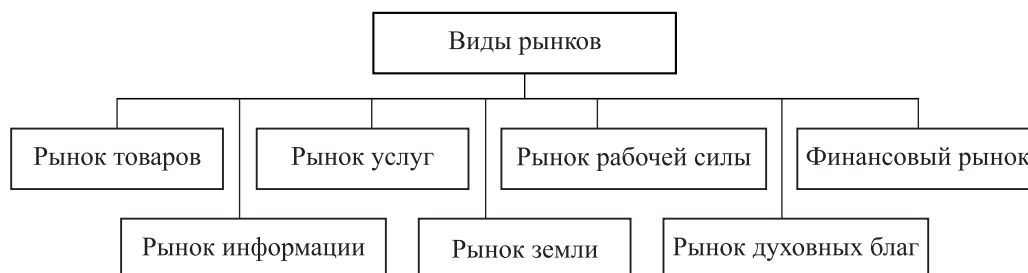 Виды рынков
Рынок товаров
Рынок услуг
Рынок рабочей силы
Финансовый рынок
Рынок информации
Рынок земли
Рынок духовных благ